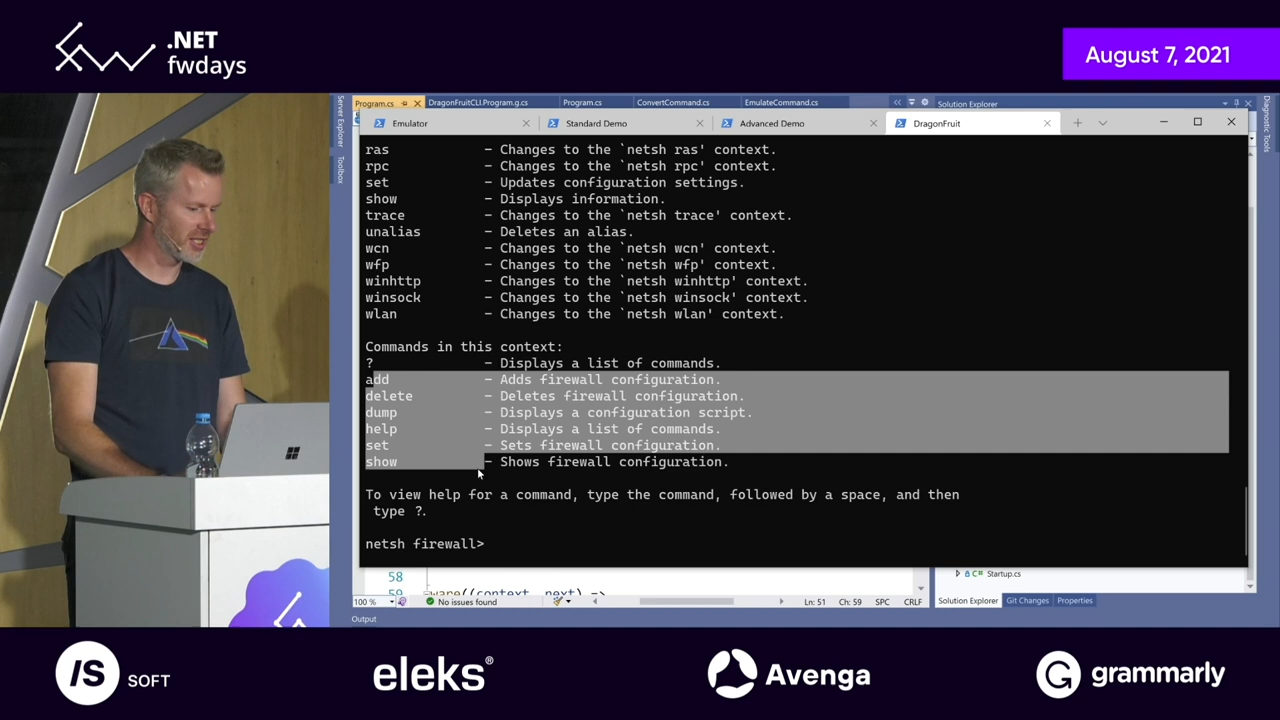 .NET
fwdays
August 7, 2021
Server Explorer
Toolbox
Program.cs
DragonFruitCLI.Program.g.cs
Program.cs
ConvertCommand.cs
EmulateCommand.cs
Solution Explorer
Diagnostic Tools
Emulator
Standard Demo
Advanced Demo
DragonFruit
ras - Changes to the `netsh ras' context.
rpc - Changes to the `netsh rpc' context.
set - Updates configuration settings.
show - Displays information.
trace - Changes to the `netsh trace' context.
unalias - Deletes an alias.
wcn - Changes to the `netsh wcn' context.
wfp - Changes to the `netsh wfp' context.
winhttp - Changes to the `netsh winhttp' context.
winsock - Changes to the `netsh winsock' context.
wlan - Changes to the `netsh wlan' context.
Commands in this context:
? - Displays a list of commands.
add - Adds firewall configuration.
delete - Deletes firewall configuration.
dump - Displays a configuration script.
help - Displays a list of commands.
set - Sets firewall configuration.
show - Shows firewall configuration.
To view help for a command, type the command, followed by a space, and then
type ?.
netsh firewall>
58
C# Startup.cs
100 %
No issues found
Ln: 51
Ch: 59
SPC
CRLF
Solution Explorer
Git Changes
Properties
Output
IS SOFT
eleks®
Avenga
grammarly